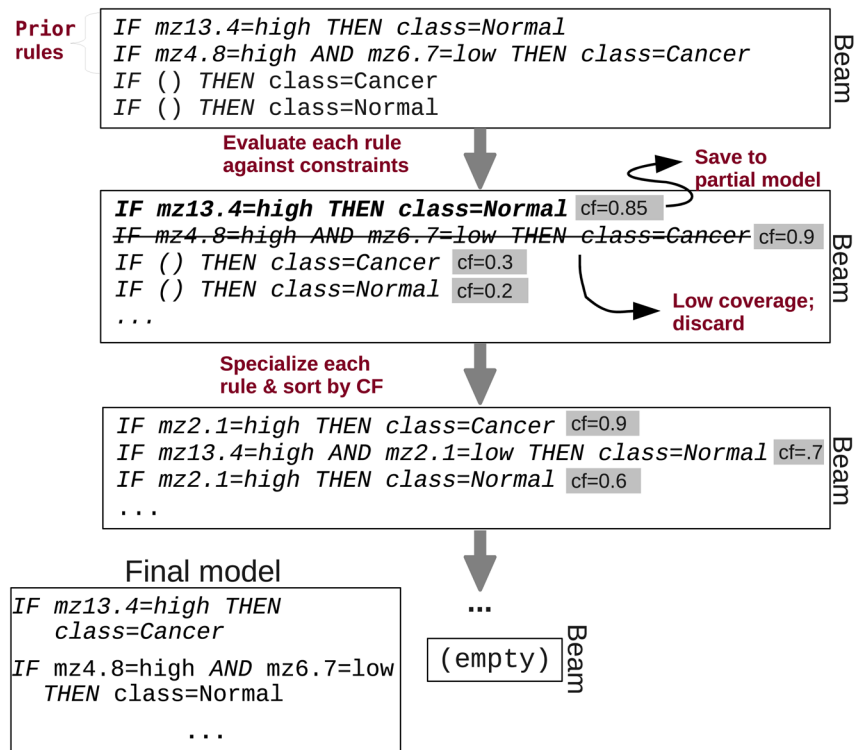 Prior
rules
IF mz13.4=high THEN class=Normal
IF mz4.8=high AND mz6.7=low THEN class=Cancer
IF () THEN class=Cancer
IF () THEN class=Normal
Beam
Evaluate each rule
against constraints
Save to
partial model
IF mz13.4=high THEN class=Normal cf=0.85
IF mz4.8=high AND mz6.7=low THEN class=Cancer cf=0.9
IF () THEN class=Cancer cf=0.3
IF () THEN class=Normal cf=0.2
...
Beam
Low coverage;
discard
Specialize each
rule & sort by CF
IF mz2.1=high THEN class=Cancer cf=0.9
IF mz13.4=high AND mz2.1=low THEN class=Normal cf=.7
IF mz2.1=high THEN class=Normal cf=0.6
...
Beam
Final model
IF mz13.4=high THEN
class=Cancer
IF mz4.8=high AND mz6.7=low
THEN class=Normal
...
...
(empty)
Beam